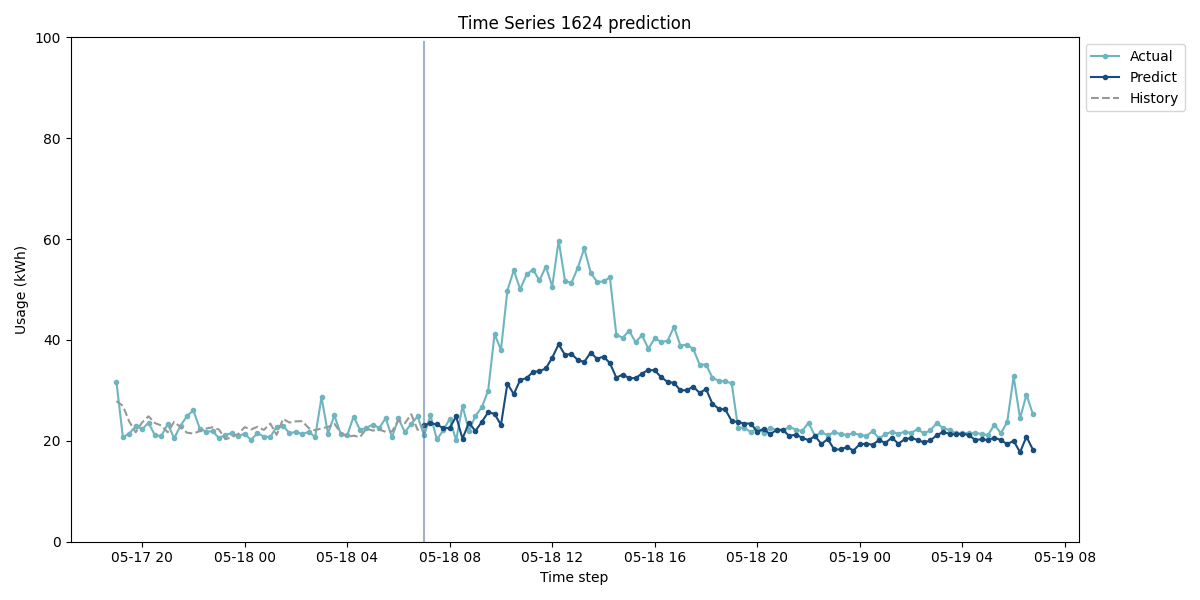 Time Series 1624 prediction
100
80
60
40
20
0
Usage (kWh)
05-17 20
05-18 00
05-18 04
05-18 08
05-18 12
05-18 16
05-18 20
05-19 00
05-19 04
05-19 08
Time step
Actual
Predict
History